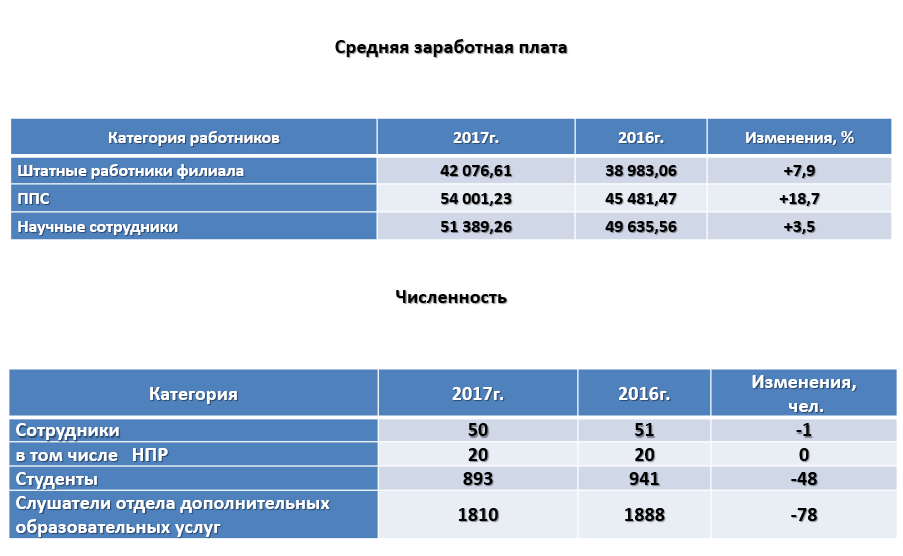 Средняя заработная плата
Категория работников 2017г. 2016г. Изменения, %
Штатные работники филиала 42 076,61 38 983,06 +7,9
ППС 54 001,23 45 481,47 +18,7
Научные сотрудники 51 389,26 49 635,56 +3,5
Численность
Категория 2017г. 2016г. Изменения,
чел.
Сотрудники 50 51 -1
в том числе НПР 20 20 0
Студенты 893 941 -48
Слушатели отдела дополнительных
образовательных услуг 1810 1888 -78